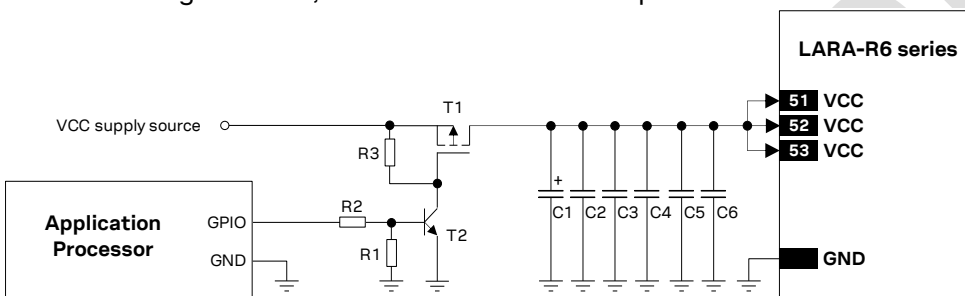 LARA-R6 series
51 VCC
52 VCC
53 VCC
VCC supply source
T1
R3
+
C1 C2 C3 C4 C5 C6
Application
Processor
GPIO
R2
T2
R1
GND
GND